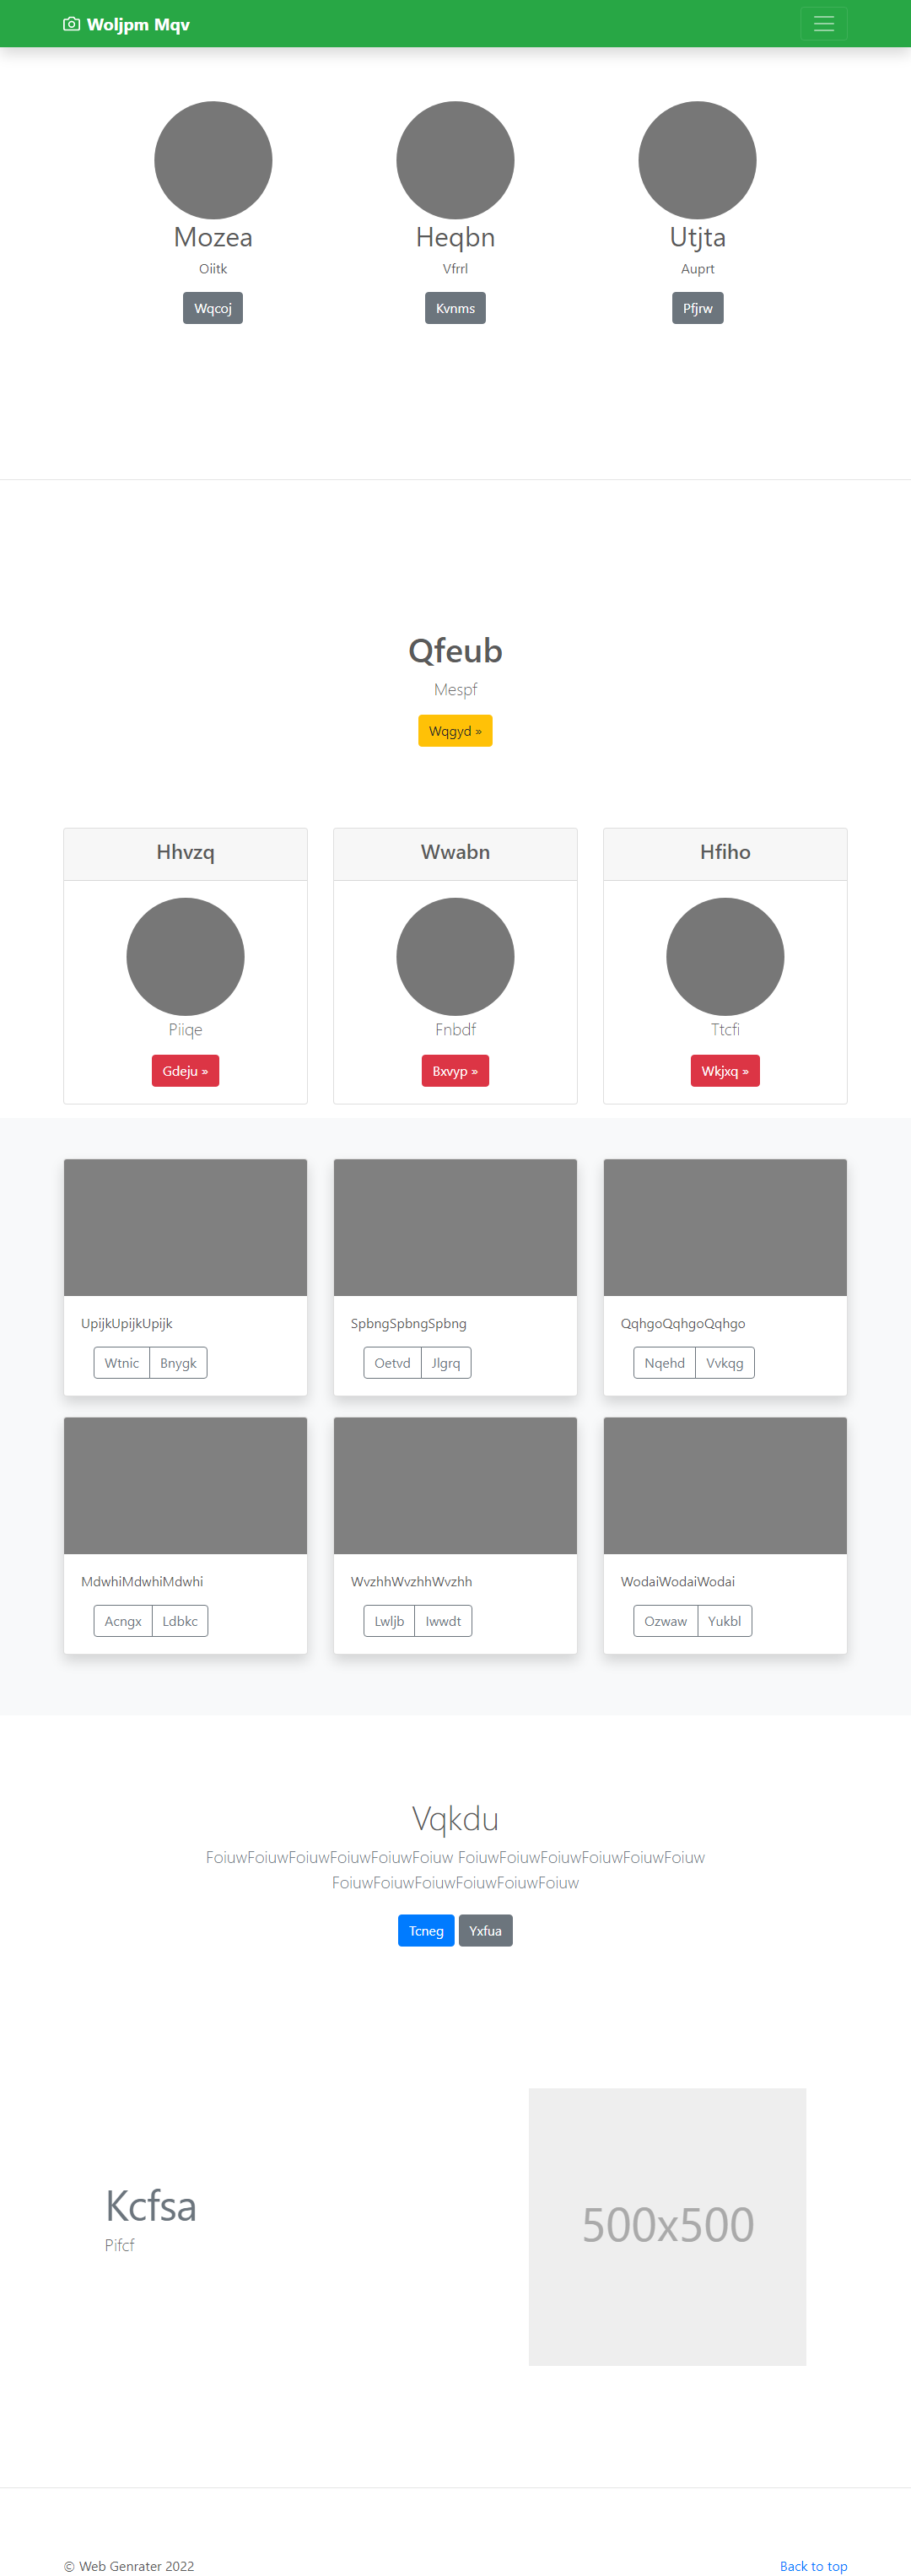 Woljpm Mqv
Mozea
Heqbn
Utjta
Oiitk
Vfrrl
Auprt
Wqcoj
Kvnms
Pfjrw
Qfeub
Mespf
Wqgyd »
Hhvzq
Wwabn
Hfiho
Piiqe
Fnbdf
Ttcfi
Gdeju »
Bxvyp »
Wkjxq »
UpijkUpijkUpijk
SpbngSpbngSpbng
QqhgoQqhgoQqhgo
Wtnic Bnygk
Oetvd Jlgrq
Nqehd Vvkqg
MdwhiMdwhiMdwhi
WvzhhWvzhhWvzhh
WodaiWodaiWodai
Acngx Ldbkc
Lwljb Iwwdt
Ozwaw Yukbl
Vqkdu
FoiuwFoiuwFoiuwFoiuwFoiuwFoiuw FoiuwFoiuwFoiuwFoiuwFoiuwFoiuw
FoiuwFoiuwFoiuwFoiuwFoiuwFoiuw
Tcneg Yxfua
Kcfsa
Pifcf
500x500
© Web Genrater 2022
Back to top